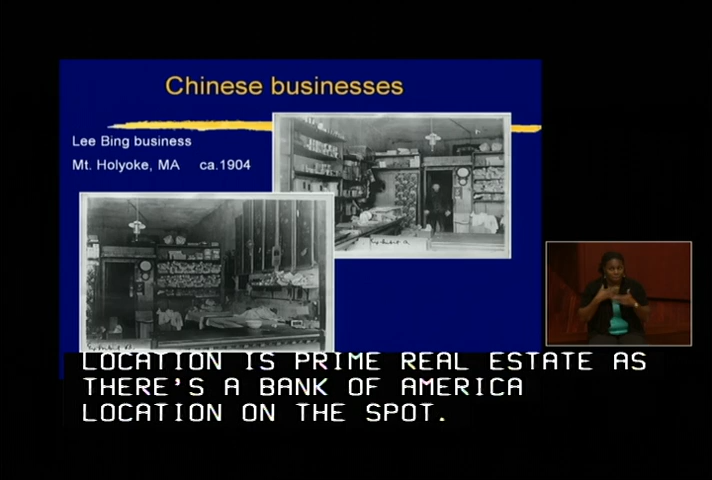 Chinese businesses
Lee Bing business
Mt. Holyoke, MA ca.1904
LOCATION IS PRIME REAL ESTATE AS
THERE'S A BANK OF AMERICA
LOCATION ON THE SPOT.